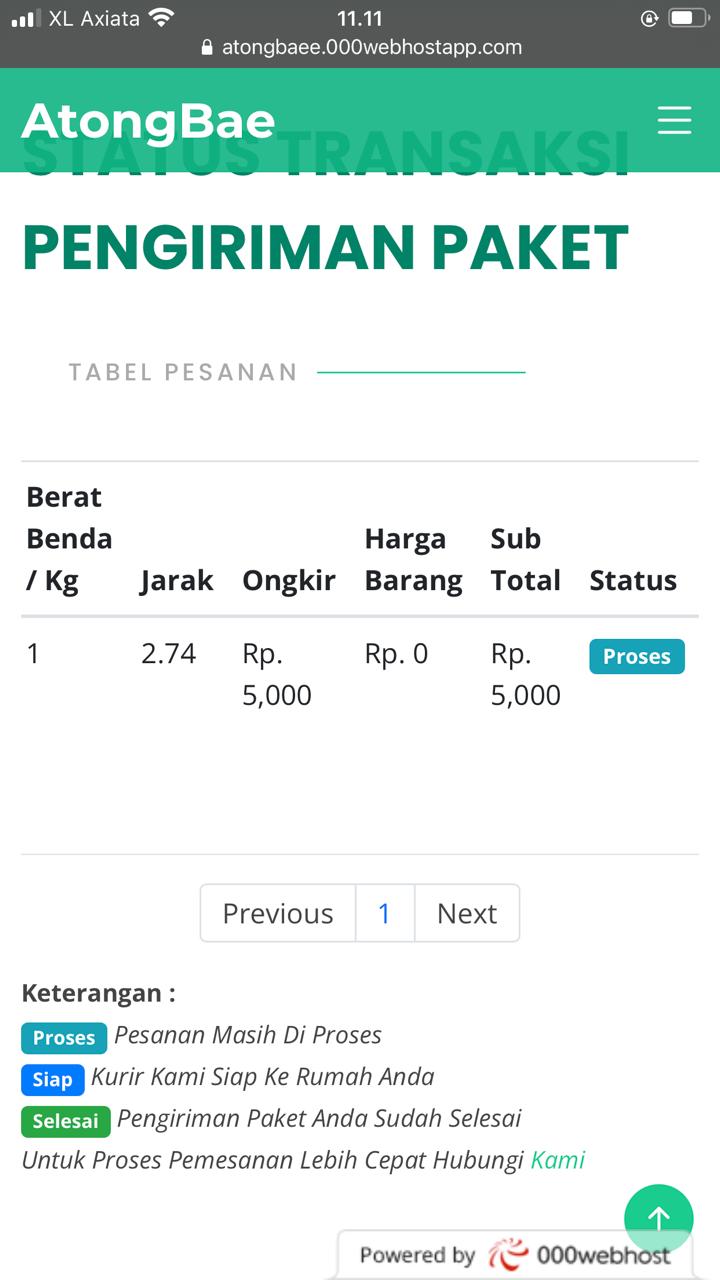 XL Axiata 11.11
atongbaee.000webhostapp.com
AtongBae
STATUS TRANSAKSI
PENGIRIMAN PAKET
TABEL PESANAN
Berat Benda / Kg Jarak Ongkir Harga Barang Sub Total Status
1 2.74 Rp. 5,000 Rp. 0 Rp. 5,000 Proses
Previous 1 Next
Keterangan :
Proses Pesanan Masih Di Proses
Siap Kurir Kami Siap Ke Rumah Anda
Selesai Pengiriman Paket Anda Sudah Selesai
Untuk Proses Pemesanan Lebih Cepat Hubungi Kami
Powered by 000webhost